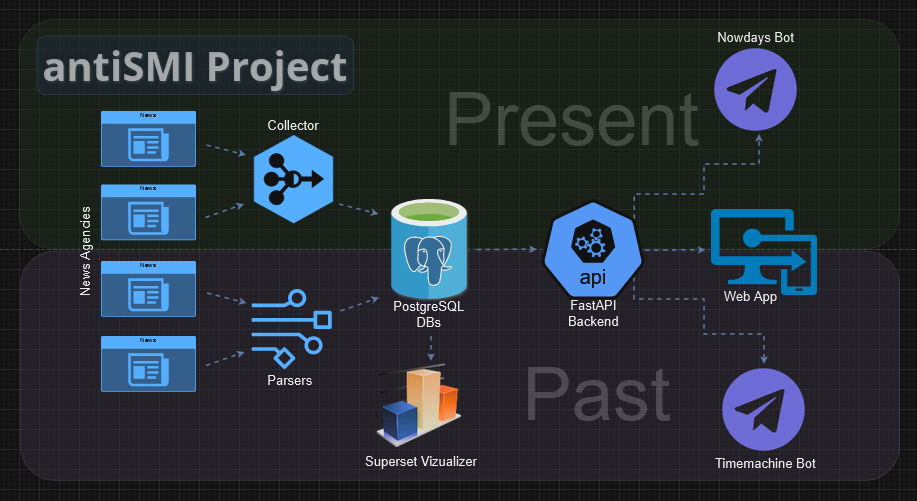 antiSMI Project
Present
Nowdays Bot
News
News
News
News
News Agencies
Collector
Parsers
PostgreSQL
DBs
api
FastAPI
Backend
Web App
Superset Vizualizer
Past
Timemachine Bot